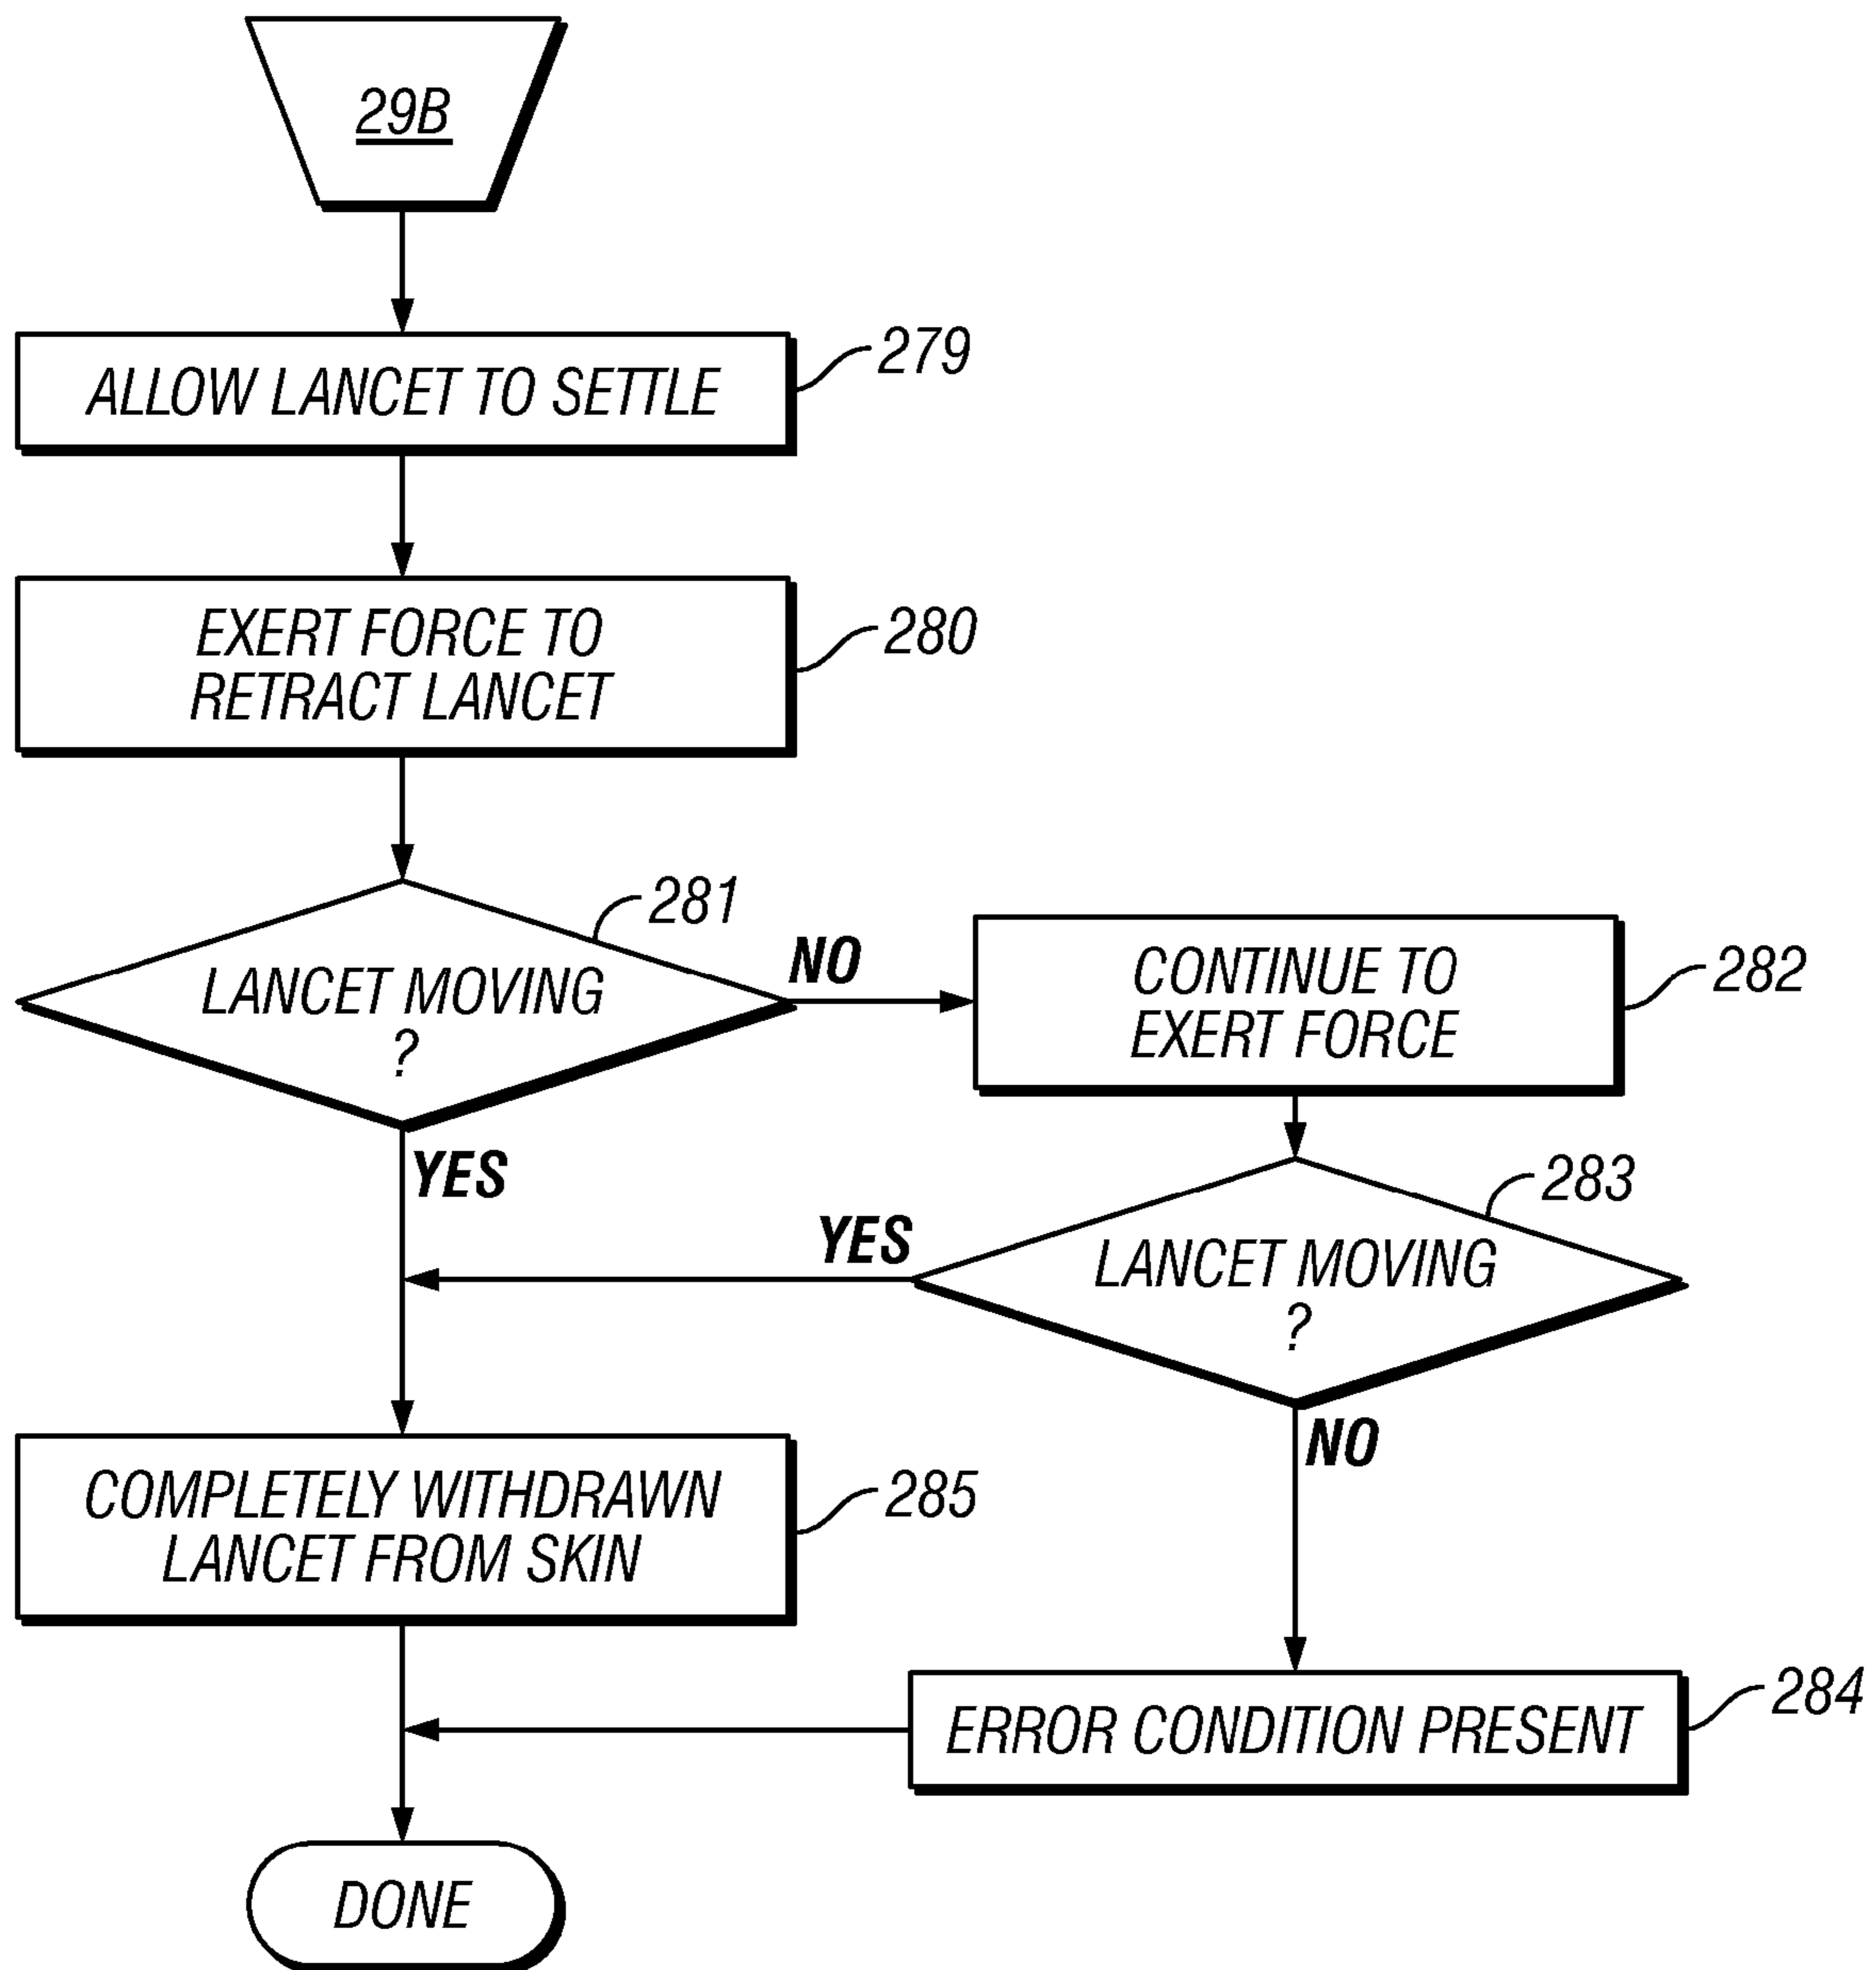 29B
ALLOW LANCET TO SETTLE
279
EXERT FORCE TO
RETRACT LANCET
280
LANCET MOVING
?
281
NO
YES
CONTINUE TO
EXERT FORCE
282
LANCET MOVING
?
283
YES
NO
COMPLETELY WITHDRAWN
LANCET FROM SKIN
285
ERROR CONDITION PRESENT
284
DONE